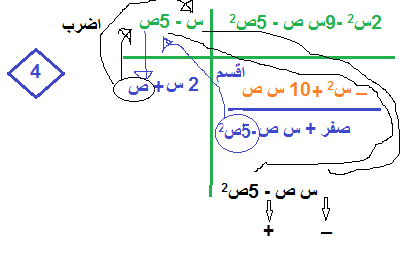 2س² -9س ص - 5ص²
س - 5ص
اضرب
اقسم
2 س + ص
4
– س² +10 س ص
صفر + س ص -5ص²
س ص - 5ص²
– +